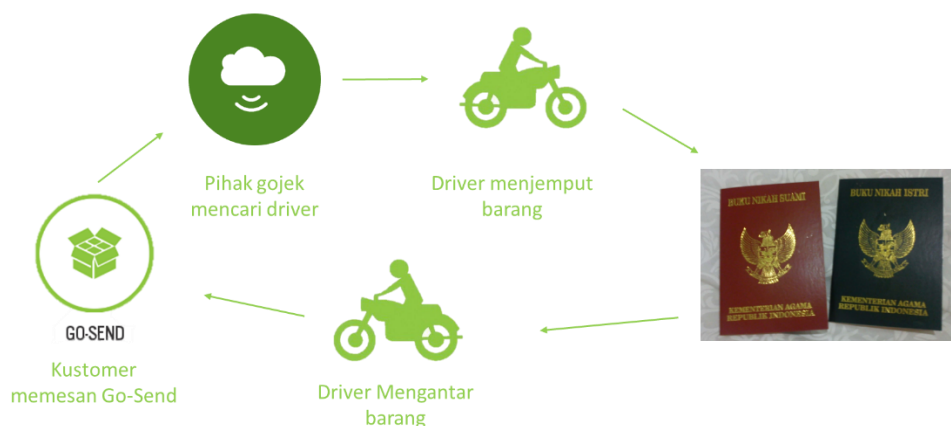 Pihak gojek
mencari driver
Driver menjemput
barang
BUKU NIKAH SUAMI
KEMENTERIAN AGAMA
REPUBLIK INDONESIA
BUKU NIKAH ISTRI
KEMENTERIAN AGAMA
REPUBLIK INDONESIA
GO-SEND
Kustomer
memesan Go-Send
Driver Mengantar
barang